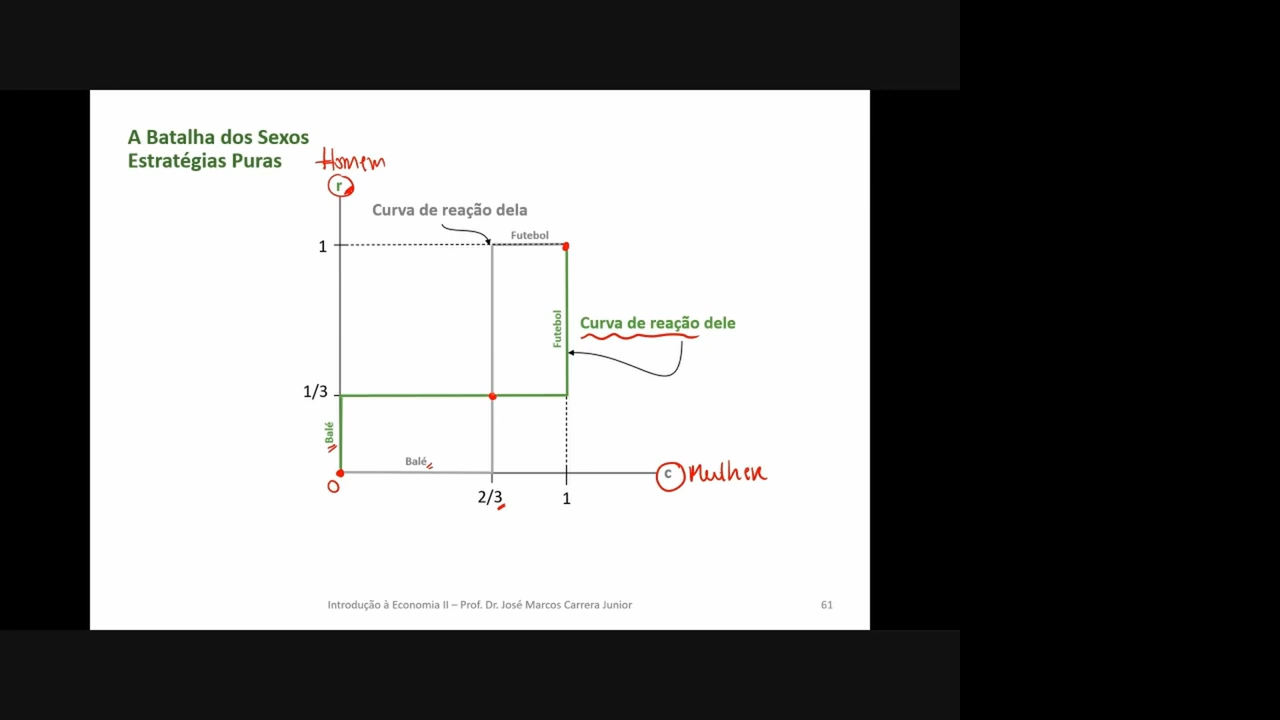 A Batalha dos Sexos
Estratégias Puras
Homem
r
Curva de reação dela
Futebol
1
Futebol
Curva de reação dele
1/3
Balé
Balé
c
Mulher
0
2/3
1
Introdução à Economia II – Prof. Dr. José Marcos Carrera Junior
61